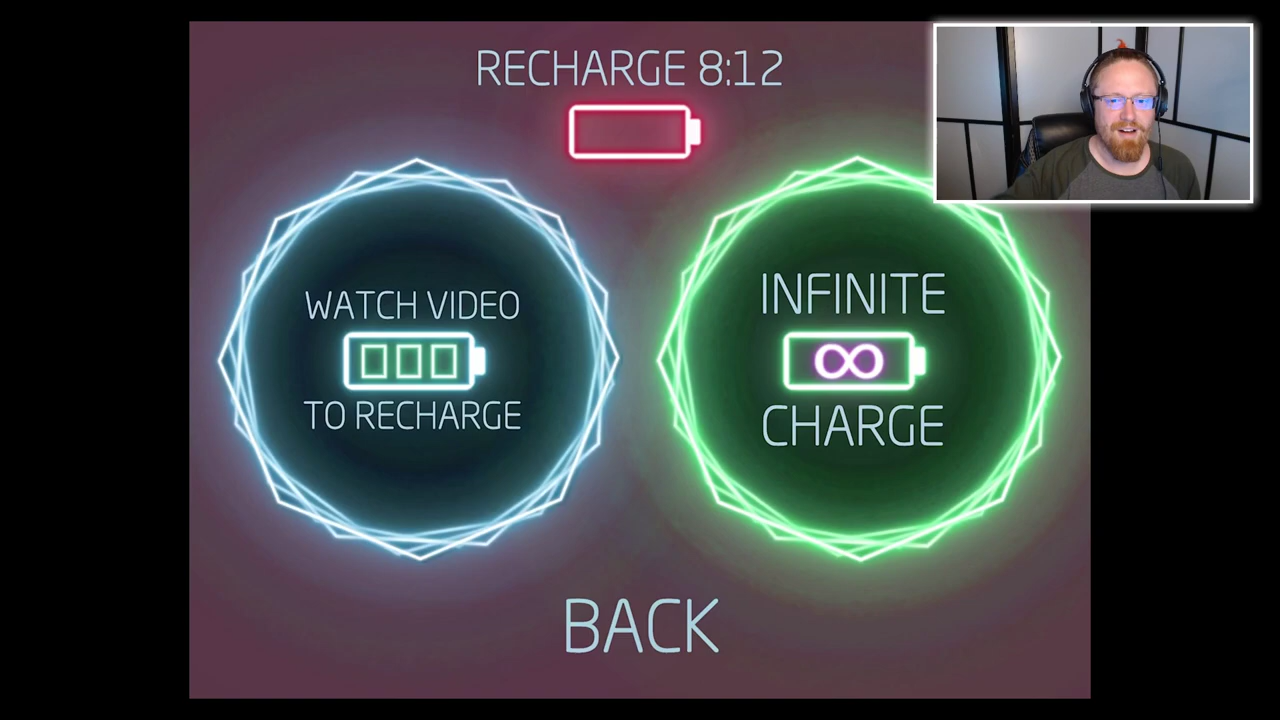 RECHARGE 8:12
WATCH VIDEO
TO RECHARGE
INFINITE
CHARGE
BACK